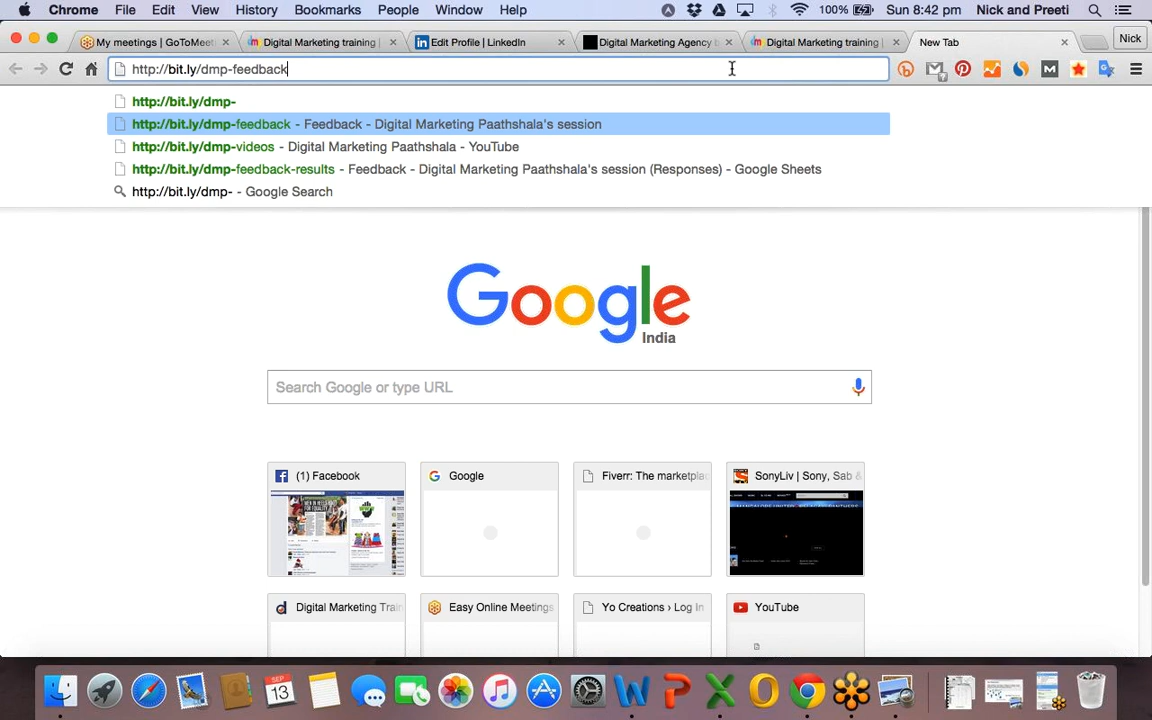 Chrome File Edit View History Bookmarks People Window Help 100% Sun 8:42 pm Nick and Preeti
My meetings | GoToMeeti Digital Marketing training | Edit Profile | LinkedIn Digital Marketing Agency b Digital Marketing training | New Tab Nick
http://bit.ly/dmp-feedback
http://bit.ly/dmp-
http://bit.ly/dmp-feedback - Feedback - Digital Marketing Paathshala's session
http://bit.ly/dmp-videos - Digital Marketing Paathshala - YouTube
http://bit.ly/dmp-feedback-results - Feedback - Digital Marketing Paathshala's session (Responses) - Google Sheets
http://bit.ly/dmp- - Google Search
Google
India
Search Google or type URL
(1) Facebook Google Fiverr: The marketpla SonyLiv | Sony, Sab &
Digital Marketing Trai Easy Online Meetings Yo Creations › Log In YouTube
SEP
13